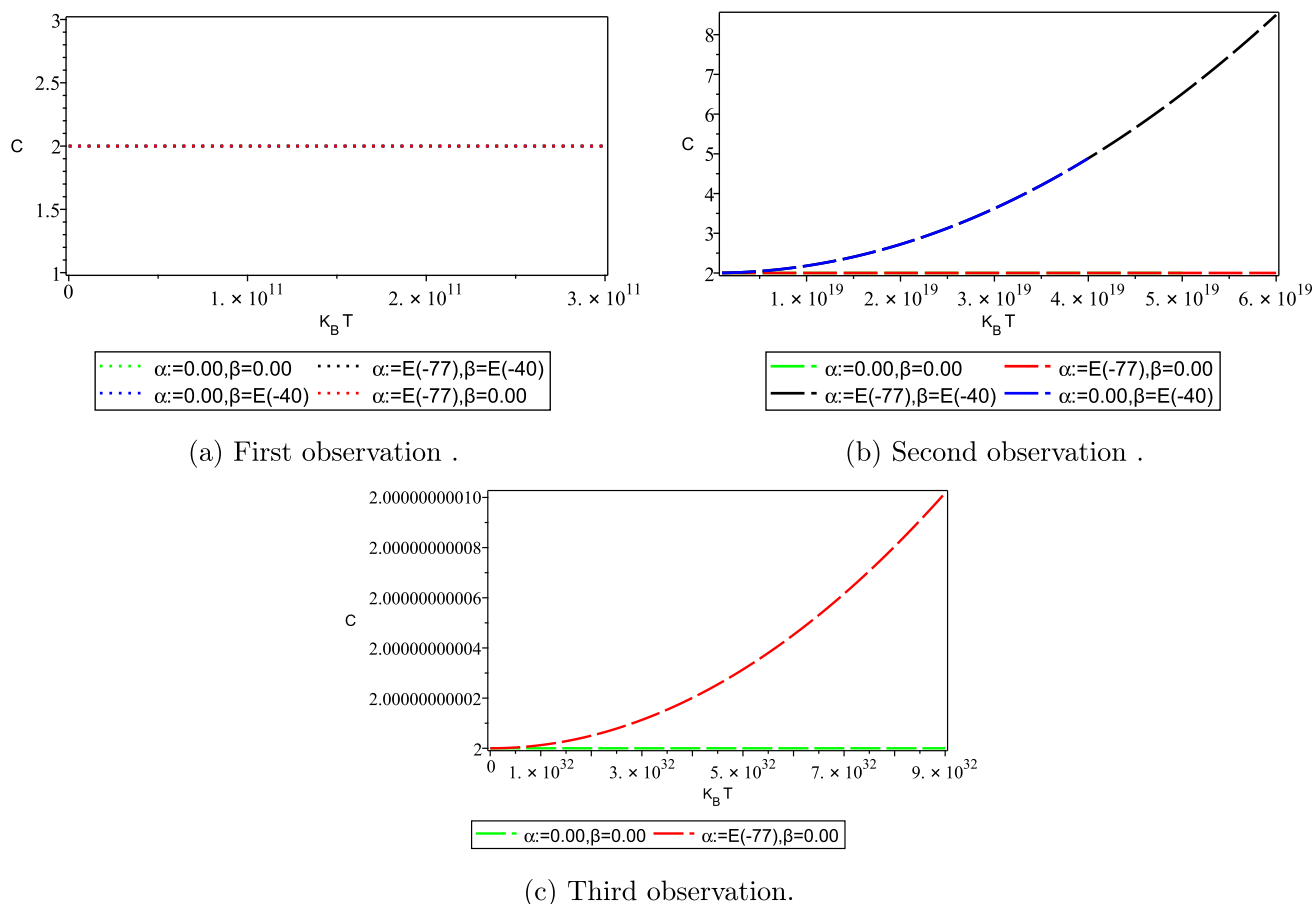 3
2.5
C 2
1.5
1
0 1. × 10^11 2. × 10^11 3. × 10^11
K_B T
α:=0.00,β=0.00 α:=E(-77),β=E(-40)
α:=0.00,β=E(-40) α:=E(-77),β=0.00
(a) First observation .
8
7
6
C 5
4
3
2
1. × 10^19 2. × 10^19 3. × 10^19 4. × 10^19 5. × 10^19 6. × 10^19
K_B T
α:=0.00,β=0.00 α:=E(-77),β=0.00
α:=E(-77),β=E(-40) α:=0.00,β=E(-40)
(b) Second observation .
2.00000000010
2.00000000008
2.00000000006
C
2.00000000004
2.00000000002
2
0 1. × 10^32 3. × 10^32 5. × 10^32 7. × 10^32 9. × 10^32
K_B T
α:=0.00,β=0.00 α:=E(-77),β=0.00
(c) Third observation.